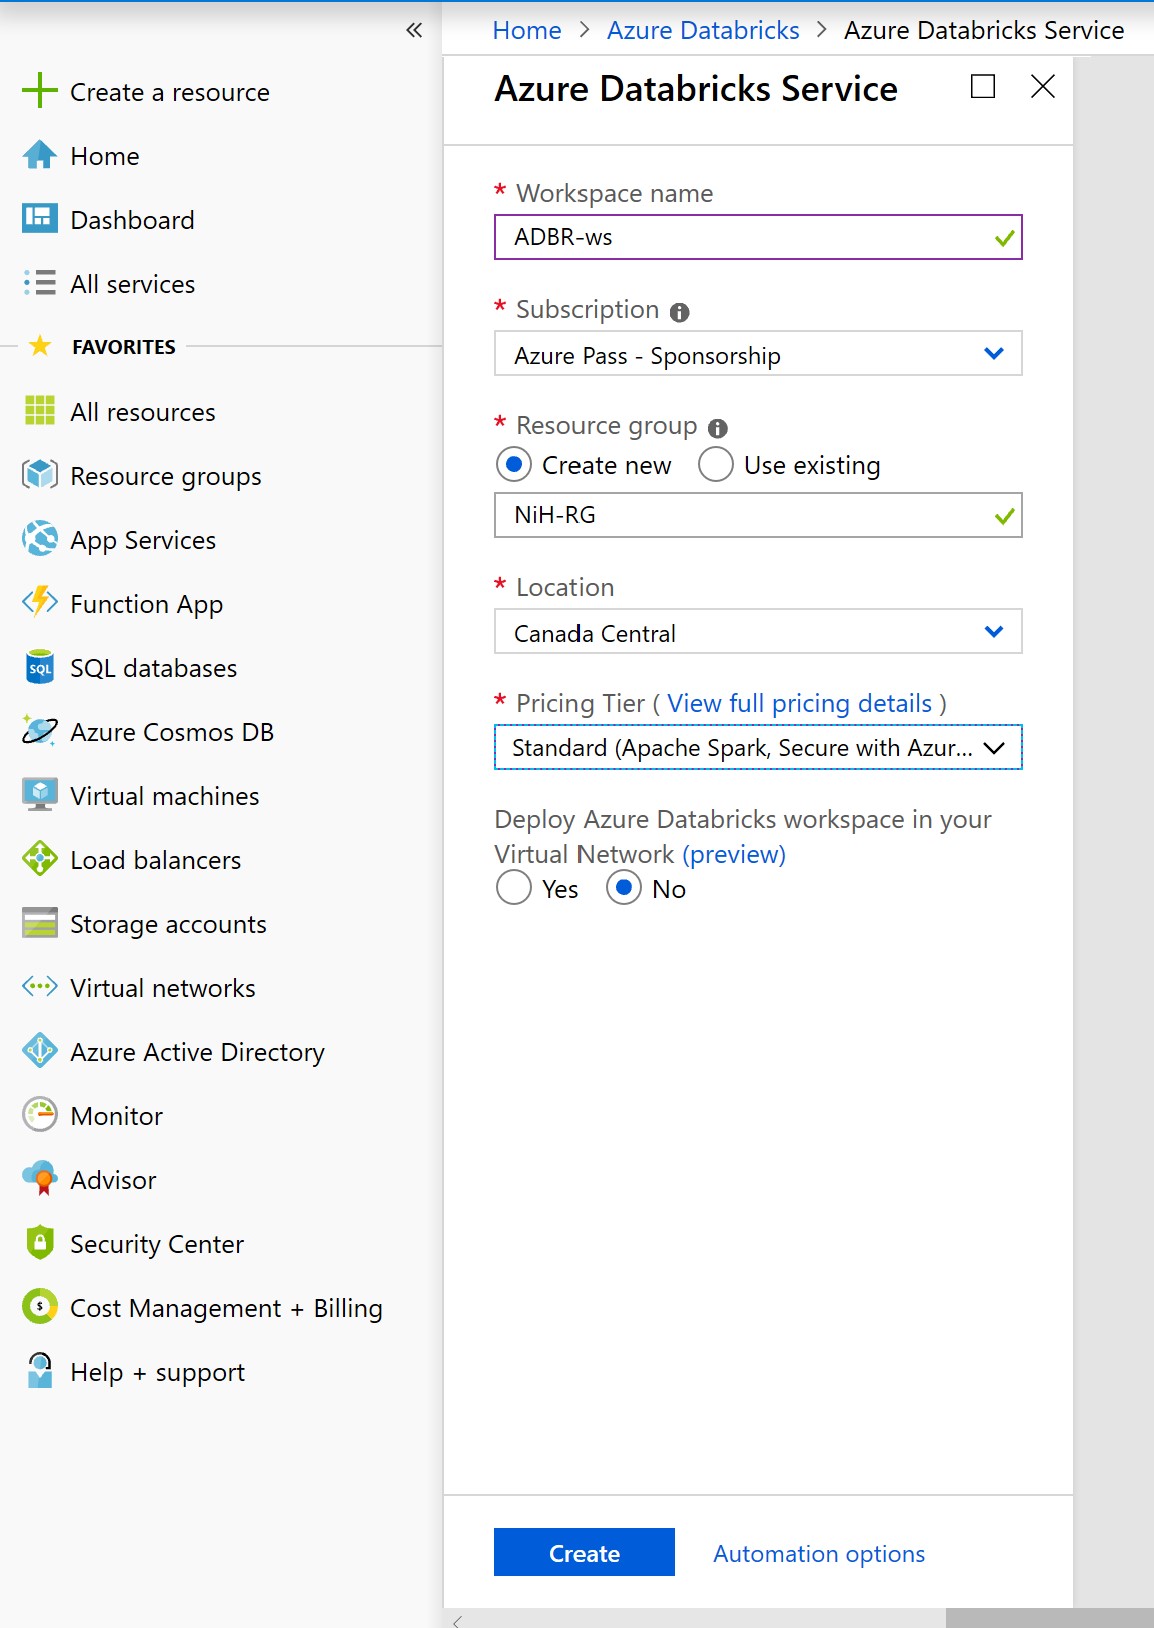 «
Home > Azure Databricks > Azure Databricks Service
Create a resource
Home
Dashboard
All services
FAVORITES
All resources
Resource groups
App Services
Function App
SQL
SQL databases
Azure Cosmos DB
Virtual machines
Load balancers
Storage accounts
Virtual networks
Azure Active Directory
Monitor
Advisor
Security Center
$
Cost Management + Billing
Help + support
Azure Databricks Service
* Workspace name
ADBR-ws
* Subscription
Azure Pass - Sponsorship
* Resource group
Create new Use existing
NiH-RG
* Location
Canada Central
* Pricing Tier ( View full pricing details )
Standard (Apache Spark, Secure with Azur...
Deploy Azure Databricks workspace in your
Virtual Network (preview)
Yes No
Create Automation options